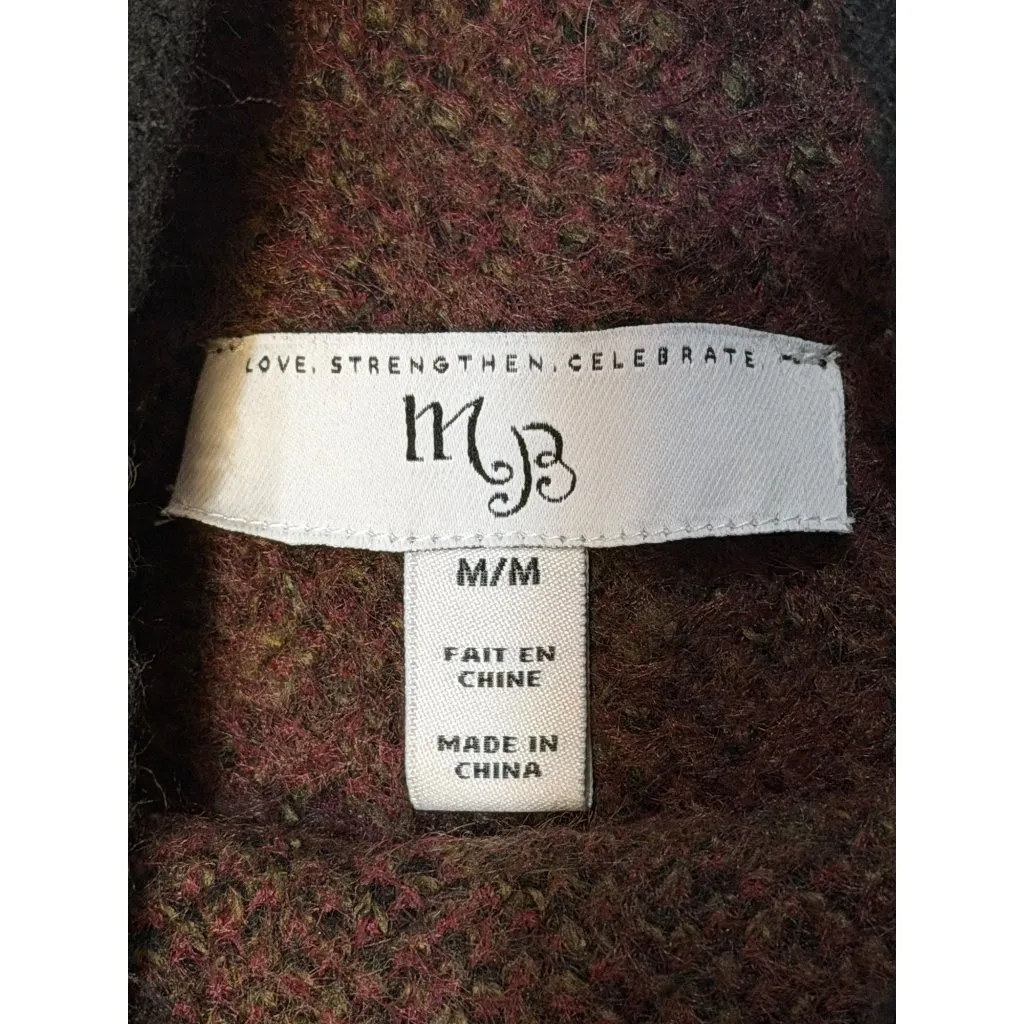 LOVE. STRENGTHEN. CELEBRATE.
MB
M/M
FAIT EN
CHINE
MADE IN
CHINA